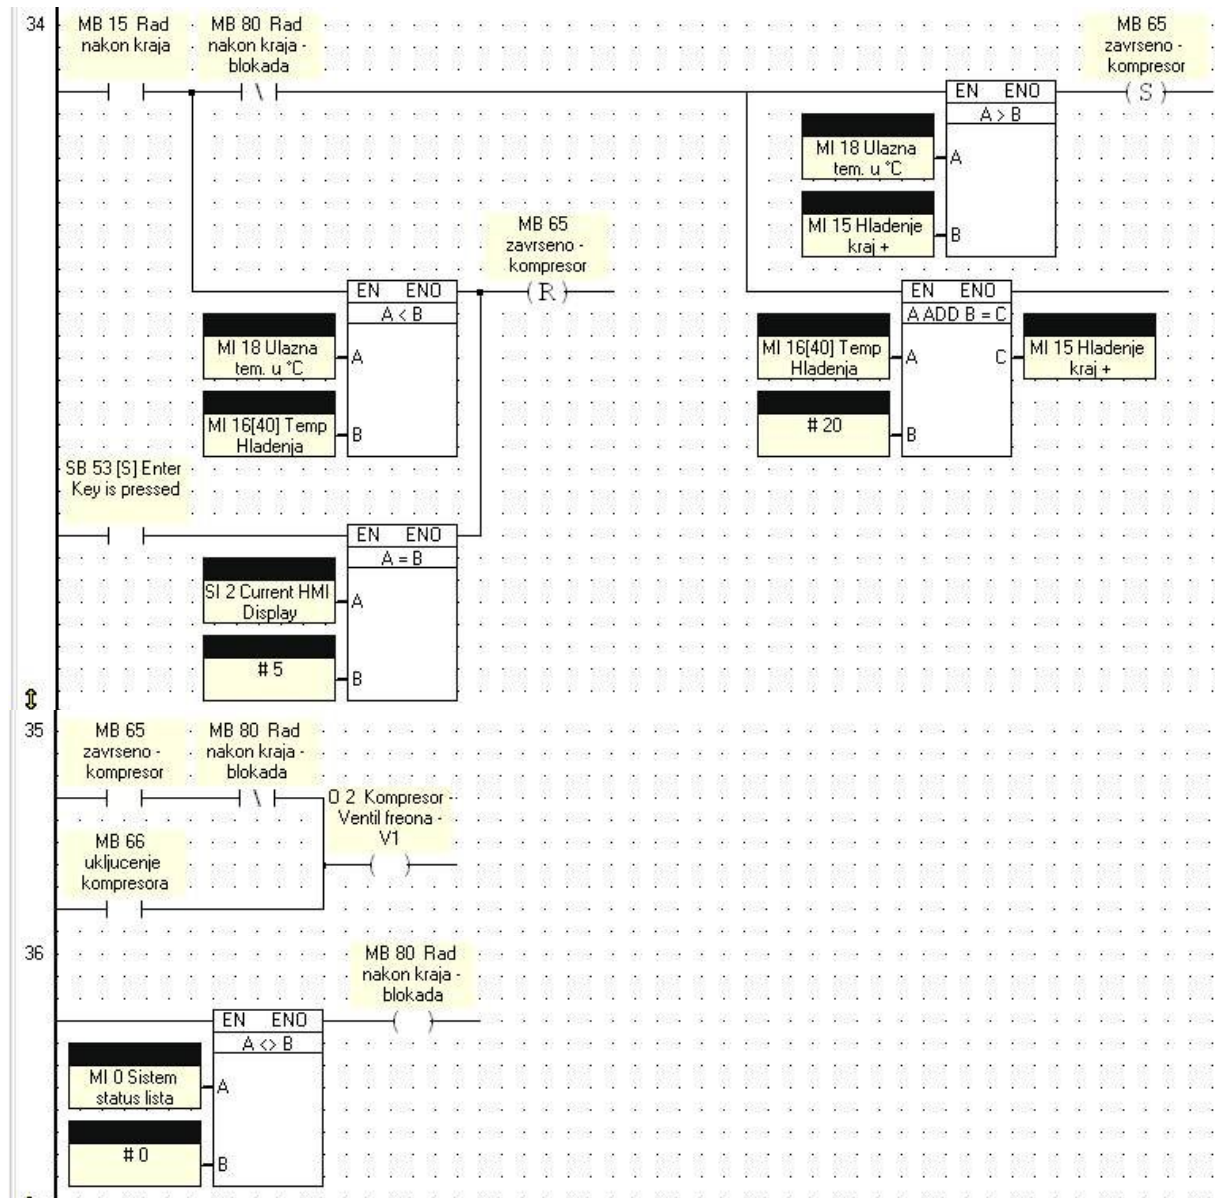 34
MB 15 Rad
nakon kraja
MB 80 Rad
nakon kraja -
blokada
MB 65
zavrseno -
kompresor
EN ENO
A > B
( S )
MI 18 Ulazna
tem. u °C
A
MI 15 Hladenje
kraj +
B
MB 65
zavrseno -
kompresor
EN ENO
A < B
( R )
MI 18 Ulazna
tem. u °C
A
MI 16[40] Temp
Hladenja
B
EN ENO
A ADD B = C
MI 16[40] Temp
Hladenja
A
C
MI 15 Hladenje
kraj +
# 20
B
SB 53 [S] Enter
Key is pressed
EN ENO
A = B
SI 2 Current HMI
Display
A
# 5
B
35
MB 65
zavrseno -
kompresor
MB 80 Rad
nakon kraja -
blokada
O 2 Kompresor -
Ventil freona -
V1
MB 66
ukljucenje
kompresora
36
MB 80 Rad
nakon kraja -
blokada
EN ENO
A <> B
MI 0 Sistem
status lista
A
# 0
B